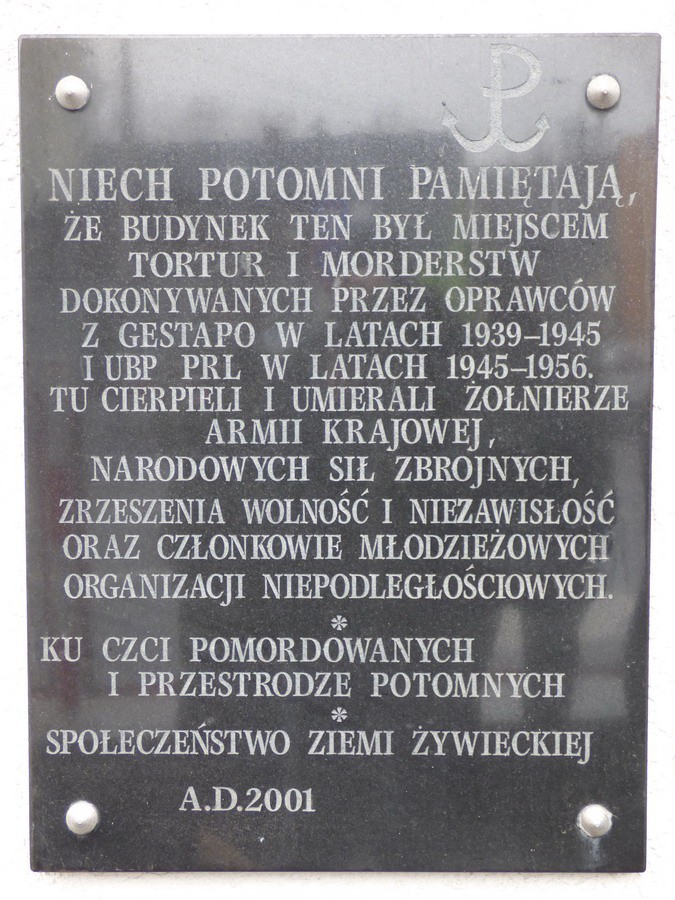 NIECH POTOMNI PAMIĘTAJĄ,
ŻE BUDYNEK TEN BYŁ MIEJSCEM
TORTUR I MORDERSTW
DOKONYWANYCH PRZEZ OPRAWCÓW
Z GESTAPO W LATACH 1939–1945
I UBP PRL W LATACH 1945–1956.
TU CIERPIELI I UMIERALI ŻOŁNIERZE
ARMII KRAJOWEJ,
NARODOWYCH SIŁ ZBROJNYCH,
ZRZESZENIA WOLNOŚĆ I NIEZAWISŁOŚĆ
ORAZ CZŁONKOWIE MŁODZIEŻOWYCH
ORGANIZACJI NIEPODLEGŁOŚCIOWYCH.
*
KU CZCI POMORDOWANYCH
I PRZESTRODZE POTOMNYCH
*
SPOŁECZEŃSTWO ZIEMI ŻYWIECKIEJ
A.D.2001